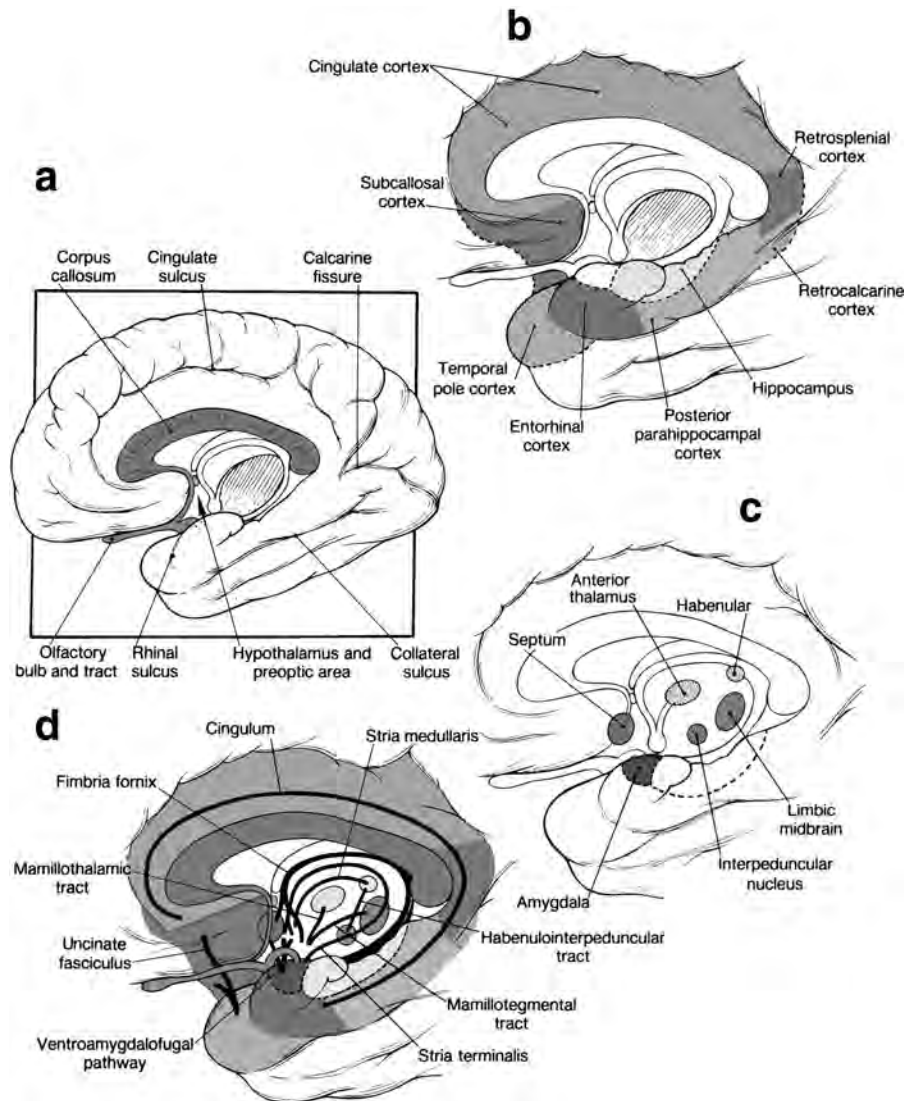 b
Cingulate cortex
Retrosplenial
cortex
Subcallosal
cortex
Retrocalcarine
cortex
Temporal
pole cortex
Hippocampus
Entorhinal
cortex
Posterior
parahippocampal
cortex
a
Corpus
callosum
Cingulate
sulcus
Calcarine
fissure
Olfactory
bulb and tract
Rhinal
sulcus
Hypothalamus and
preoptic area
Collateral
sulcus
c
Anterior
thalamus
Habenular
Septum
Limbic
midbrain
Interpeduncular
nucleus
Amygdala
d
Cingulum
Stria medullaris
Fimbria fornix
Mamillothalamic
tract
Uncinate
fasciculus
Habenulointerpeduncular
tract
Mamillotegmental
tract
Ventroamygdalofugal
pathway
Stria terminalis